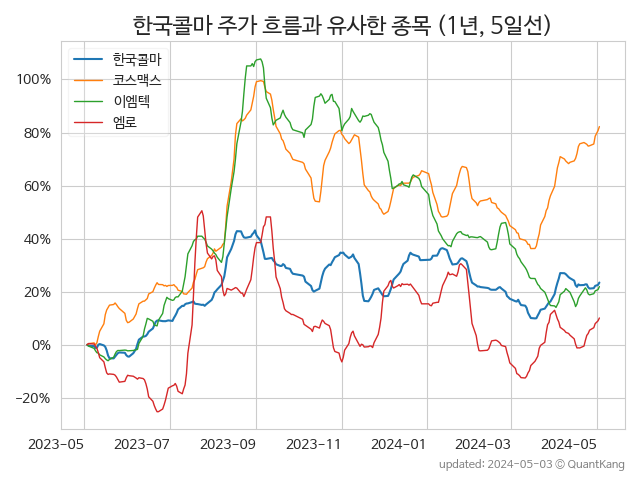 한국콜마 주가 흐름과 유사한 종목 (1년, 5일선)
한국콜마
코스맥스
이엠텍
엠로
100%
80%
60%
40%
20%
0%
−20%
2023-05 2023-07 2023-09 2023-11 2024-01 2024-03 2024-05
updated: 2024-05-03 © QuantKang